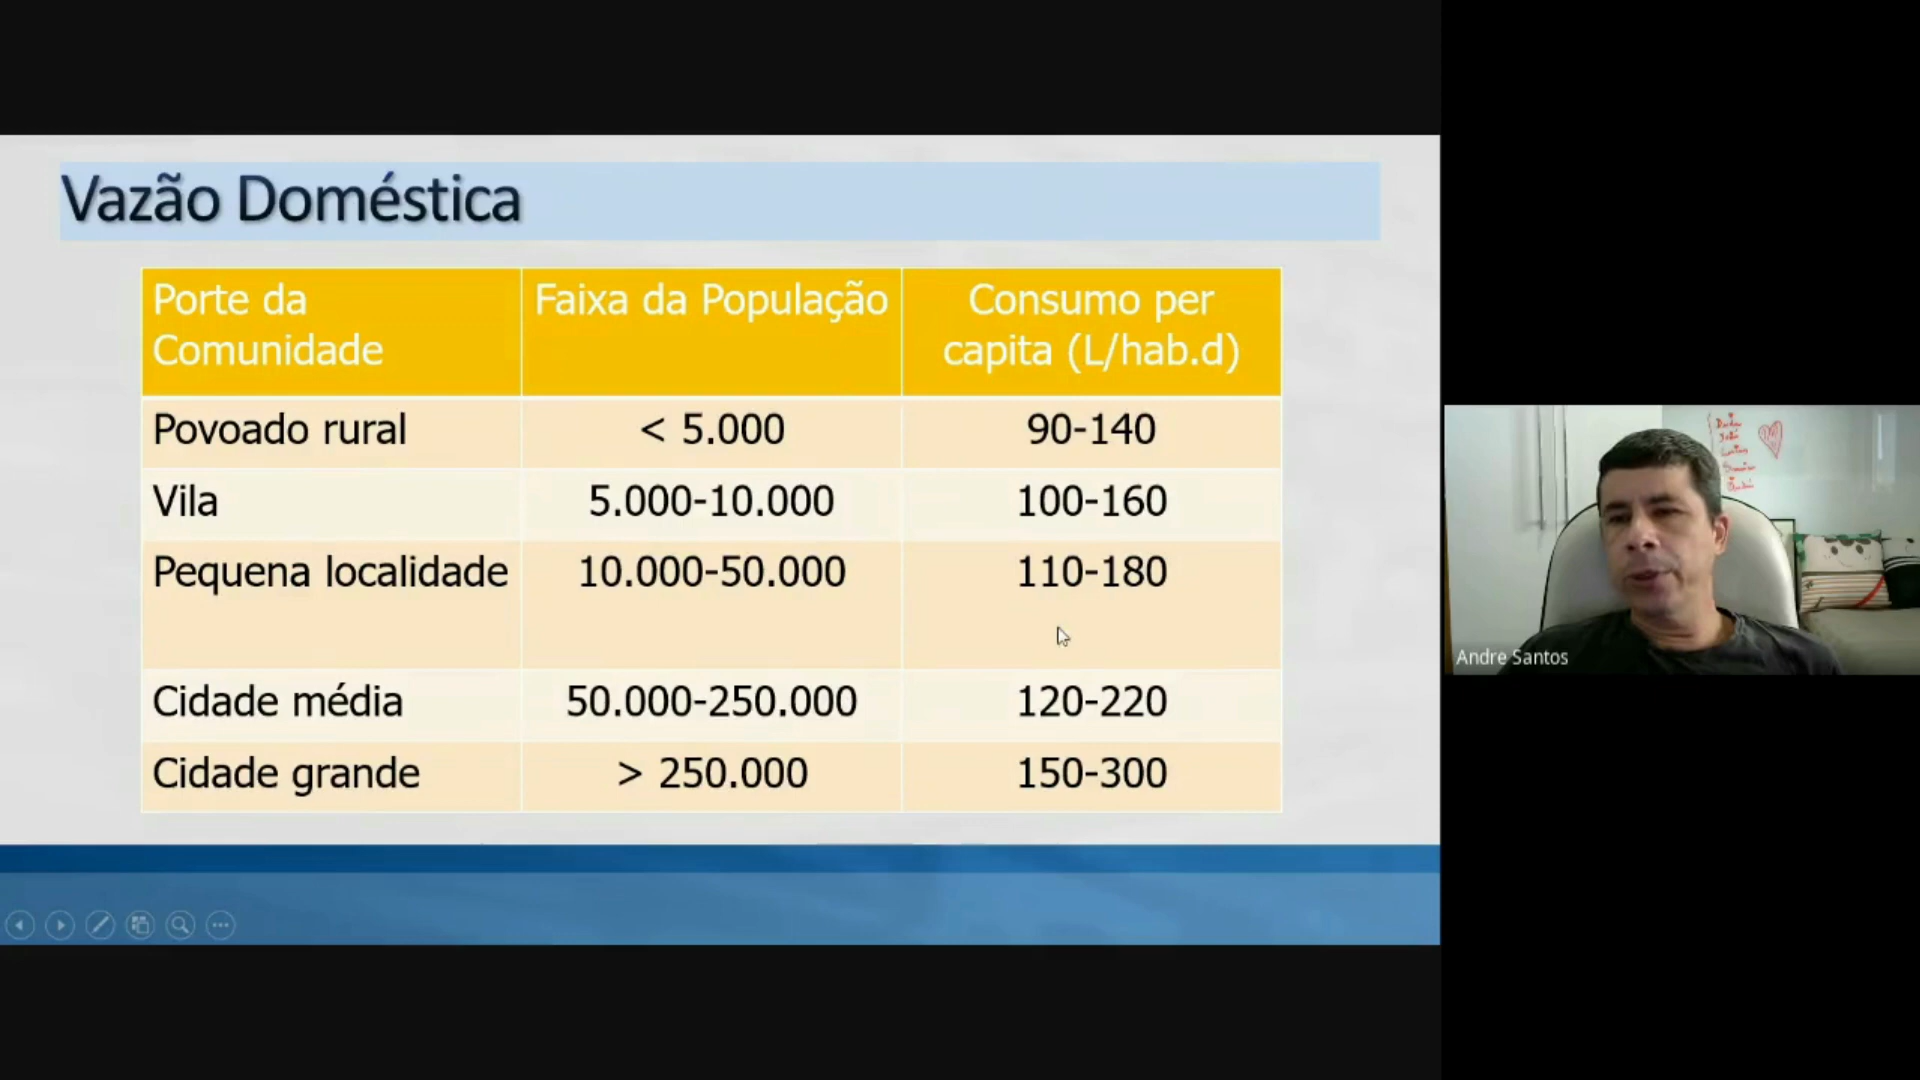 Vazão Doméstica
Porte da
Comunidade
Faixa da População
Consumo per
capita (L/hab.d)
Povoado rural
< 5.000
90-140
Vila
5.000-10.000
100-160
Pequena localidade
10.000-50.000
110-180
Cidade média
50.000-250.000
120-220
Cidade grande
> 250.000
150-300
Andre Santos